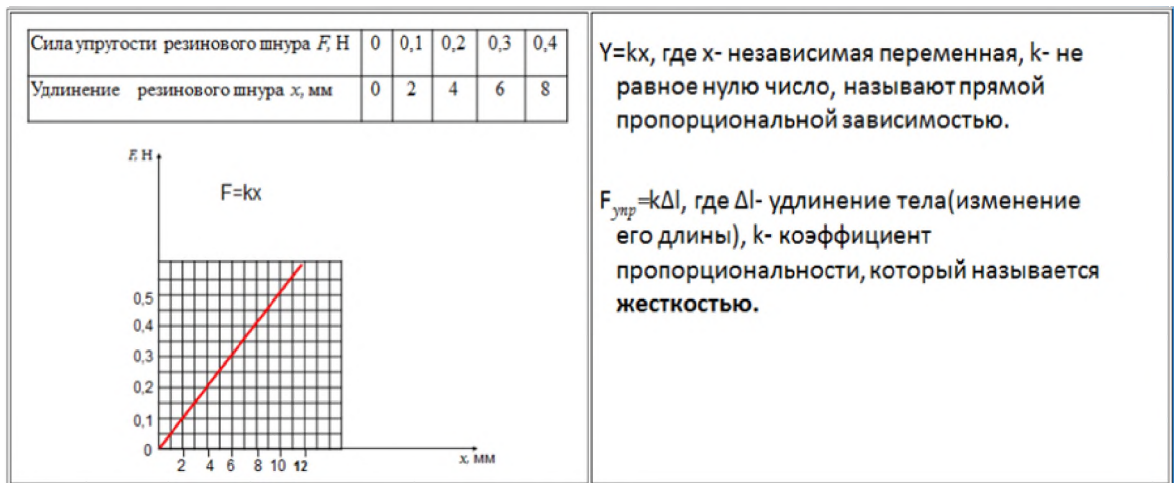 Сила упругости резинового шнура F, Н 0 0,1 0,2 0,3 0,4
Удлинение резинового шнура x, мм 0 2 4 6 8
F, Н
F=kx
0,5
0,4
0,3
0,2
0,1
0
2 4 6 8 10 12
x, мм
Y=kx, где x- независимая переменная, k- не
равное нулю число, называют прямой
пропорциональной зависимостью.
Fупр=kΔl, где Δl- удлинение тела(изменение
его длины), k- коэффициент
пропорциональности, который называется
жесткостью.